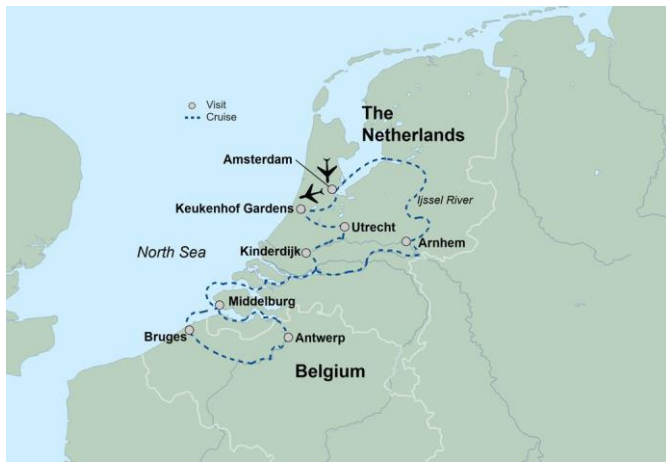 Visit
Cruise
The
Netherlands
Amsterdam
Keukenhof Gardens
Ijssel River
Utrecht
Arnhem
North Sea
Kinderdijk
Middelburg
Bruges
Antwerp
Belgium